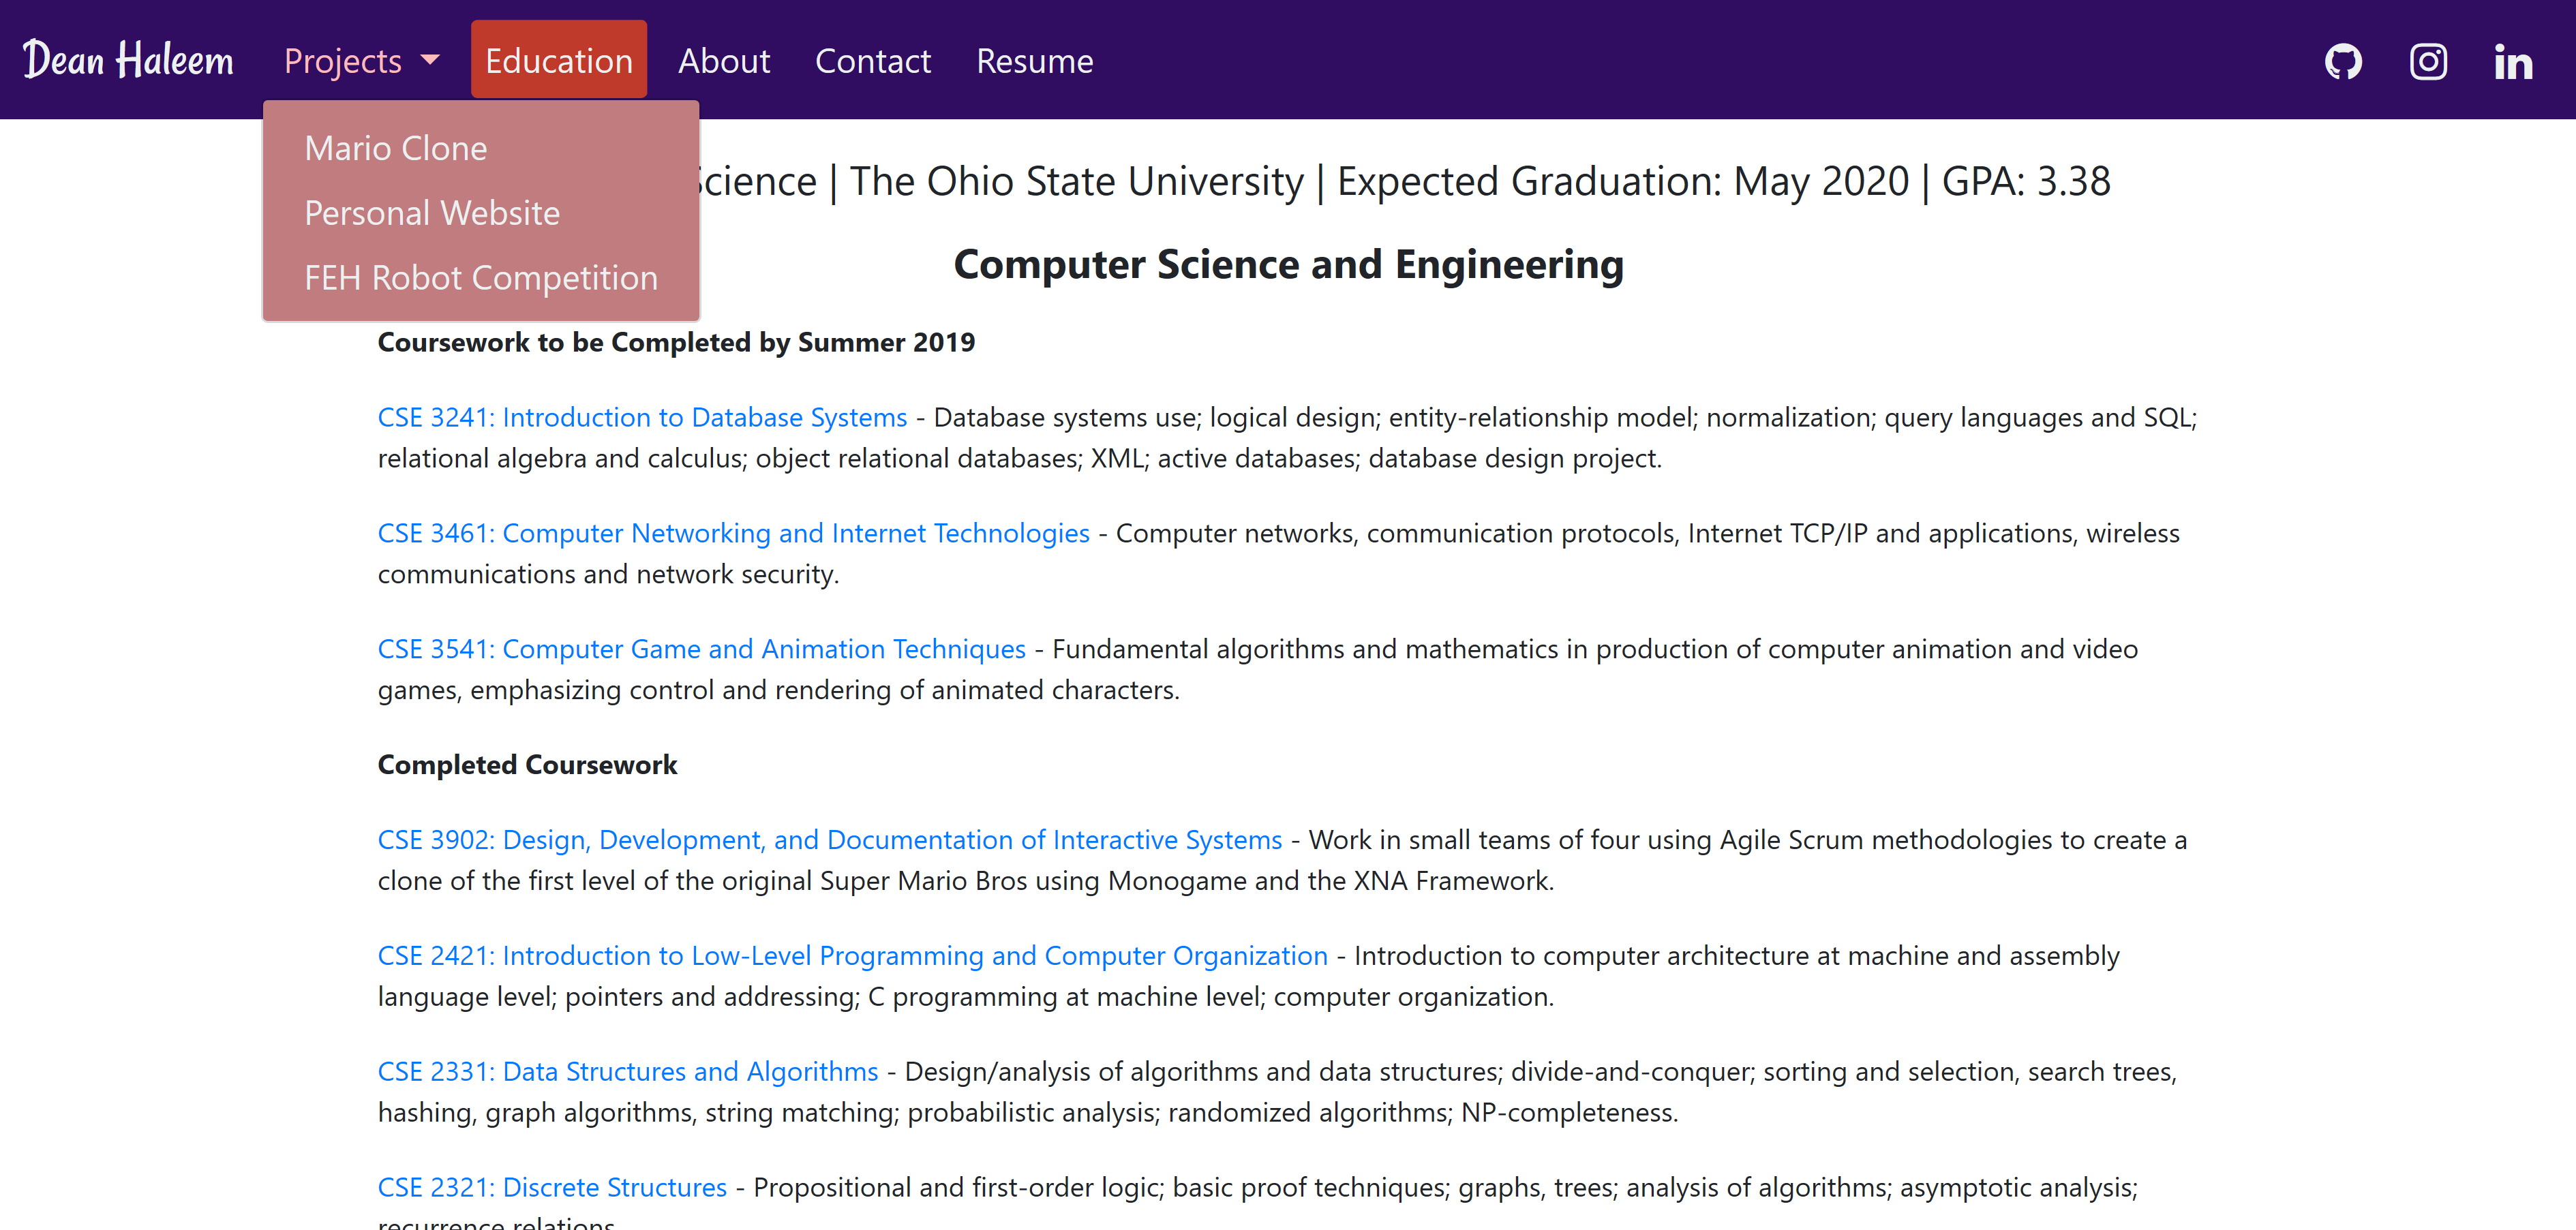 Dean Haleem Projects Education About Contact Resume
Mario Clone
Personal Website
FEH Robot Competition
Science | The Ohio State University | Expected Graduation: May 2020 | GPA: 3.38
Computer Science and Engineering
Coursework to be Completed by Summer 2019
CSE 3241: Introduction to Database Systems - Database systems use; logical design; entity-relationship model; normalization; query languages and SQL;
relational algebra and calculus; object relational databases; XML; active databases; database design project.
CSE 3461: Computer Networking and Internet Technologies - Computer networks, communication protocols, Internet TCP/IP and applications, wireless
communications and network security.
CSE 3541: Computer Game and Animation Techniques - Fundamental algorithms and mathematics in production of computer animation and video
games, emphasizing control and rendering of animated characters.
Completed Coursework
CSE 3902: Design, Development, and Documentation of Interactive Systems - Work in small teams of four using Agile Scrum methodologies to create a
clone of the first level of the original Super Mario Bros using Monogame and the XNA Framework.
CSE 2421: Introduction to Low-Level Programming and Computer Organization - Introduction to computer architecture at machine and assembly
language level; pointers and addressing; C programming at machine level; computer organization.
CSE 2331: Data Structures and Algorithms - Design/analysis of algorithms and data structures; divide-and-conquer; sorting and selection, search trees,
hashing, graph algorithms, string matching; probabilistic analysis; randomized algorithms; NP-completeness.
CSE 2321: Discrete Structures - Propositional and first-order logic; basic proof techniques; graphs, trees; analysis of algorithms; asymptotic analysis;
recurrence relations